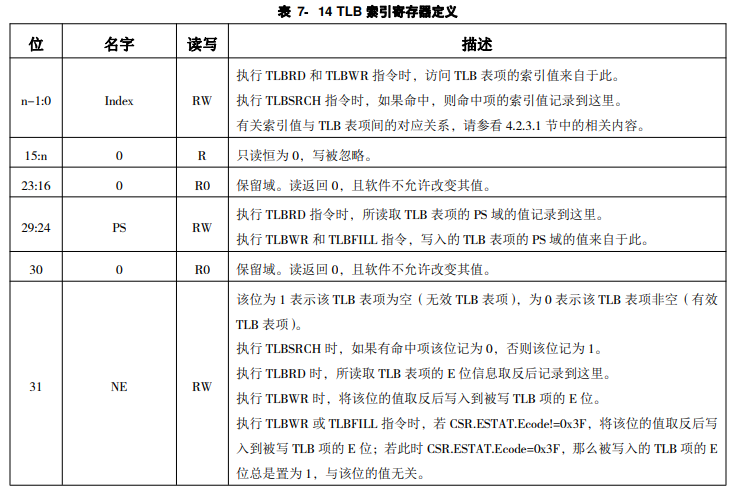 表 7- 14 TLB 索引寄存器定义
位 名字 读写 描述
n-1:0 Index RW 执行 TLBRD 和 TLBWR 指令时，访问 TLB 表项的索引值来自于此。
执行 TLBSRCH 指令时，如果命中，则命中项的索引值记录到这里。
有关索引值与 TLB 表项间的对应关系，请参看 4.2.3.1 节中的相关内容。
15:n 0 R 只读恒为 0，写被忽略。
23:16 0 R0 保留域。读返回 0，且软件不允许改变其值。
29:24 PS RW 执行 TLBRD 指令时，所读取 TLB 表项的 PS 域的值记录到这里。
执行 TLBWR 和 TLBFILL 指令，写入的 TLB 表项的 PS 域的值来自于此。
30 0 R0 保留域。读返回 0，且软件不允许改变其值。
31 NE RW 该位为 1 表示该 TLB 表项为空（无效 TLB 表项），为 0 表示该 TLB 表项非空（有效
TLB 表项）。
执行 TLBSRCH 时，如果有命中项该位记为 0，否则该位记为 1。
执行 TLBRD 时，所读取 TLB 表项的 E 位信息取反后记录到这里。
执行 TLBWR 时，将该位的值取反后写入到被写 TLB 项的 E 位。
执行 TLBWR 或 TLBFILL 指令时，若 CSR.ESTAT.Ecode!=0x3F，将该位的值取反后写
入到被写 TLB 项的 E 位；若此时 CSR.ESTAT.Ecode=0x3F，那么被写入的 TLB 项的 E
位总是置为 1，与该位的值无关。